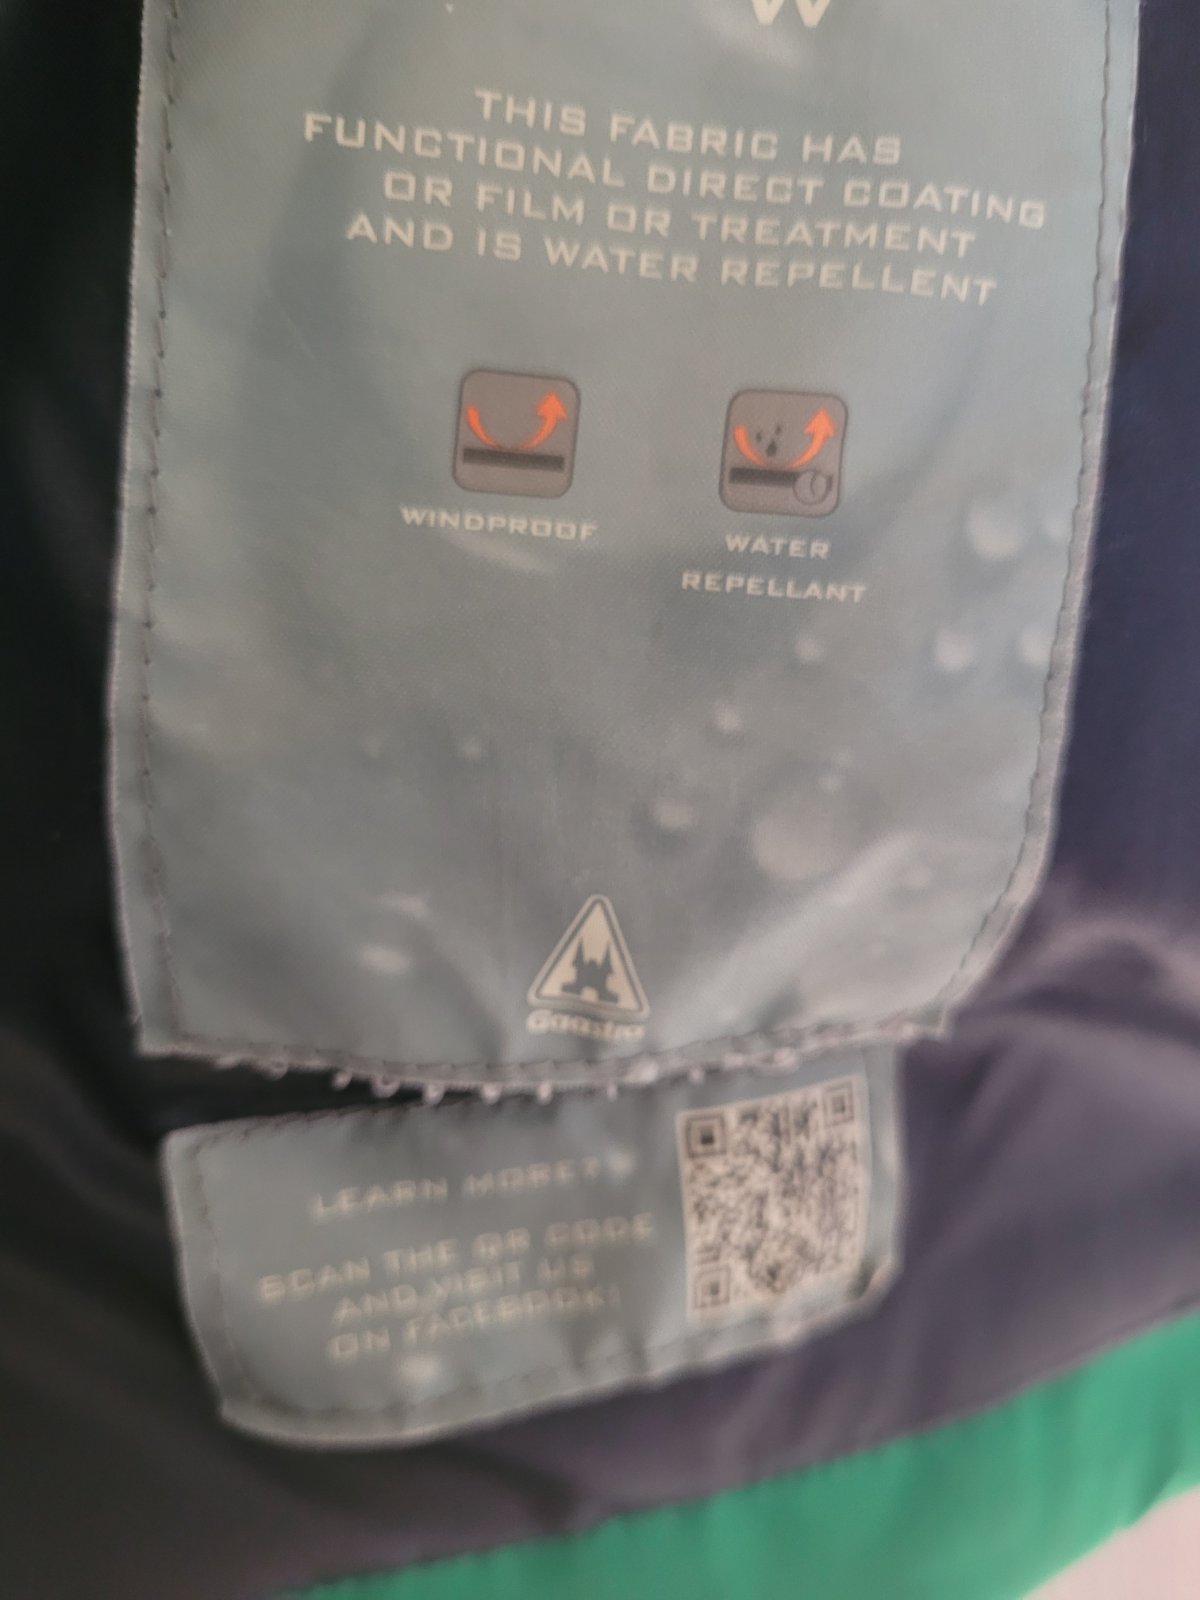 W
THIS FABRIC HAS
FUNCTIONAL DIRECT COATING
OR FILM OR TREATMENT
AND IS WATER REPELLENT
WINDPROOF
WATER
REPELLANT
Gaastra
LEARN MORE?
SCAN THE QR CODE
AND VISIT US
ON FACEBOOK!